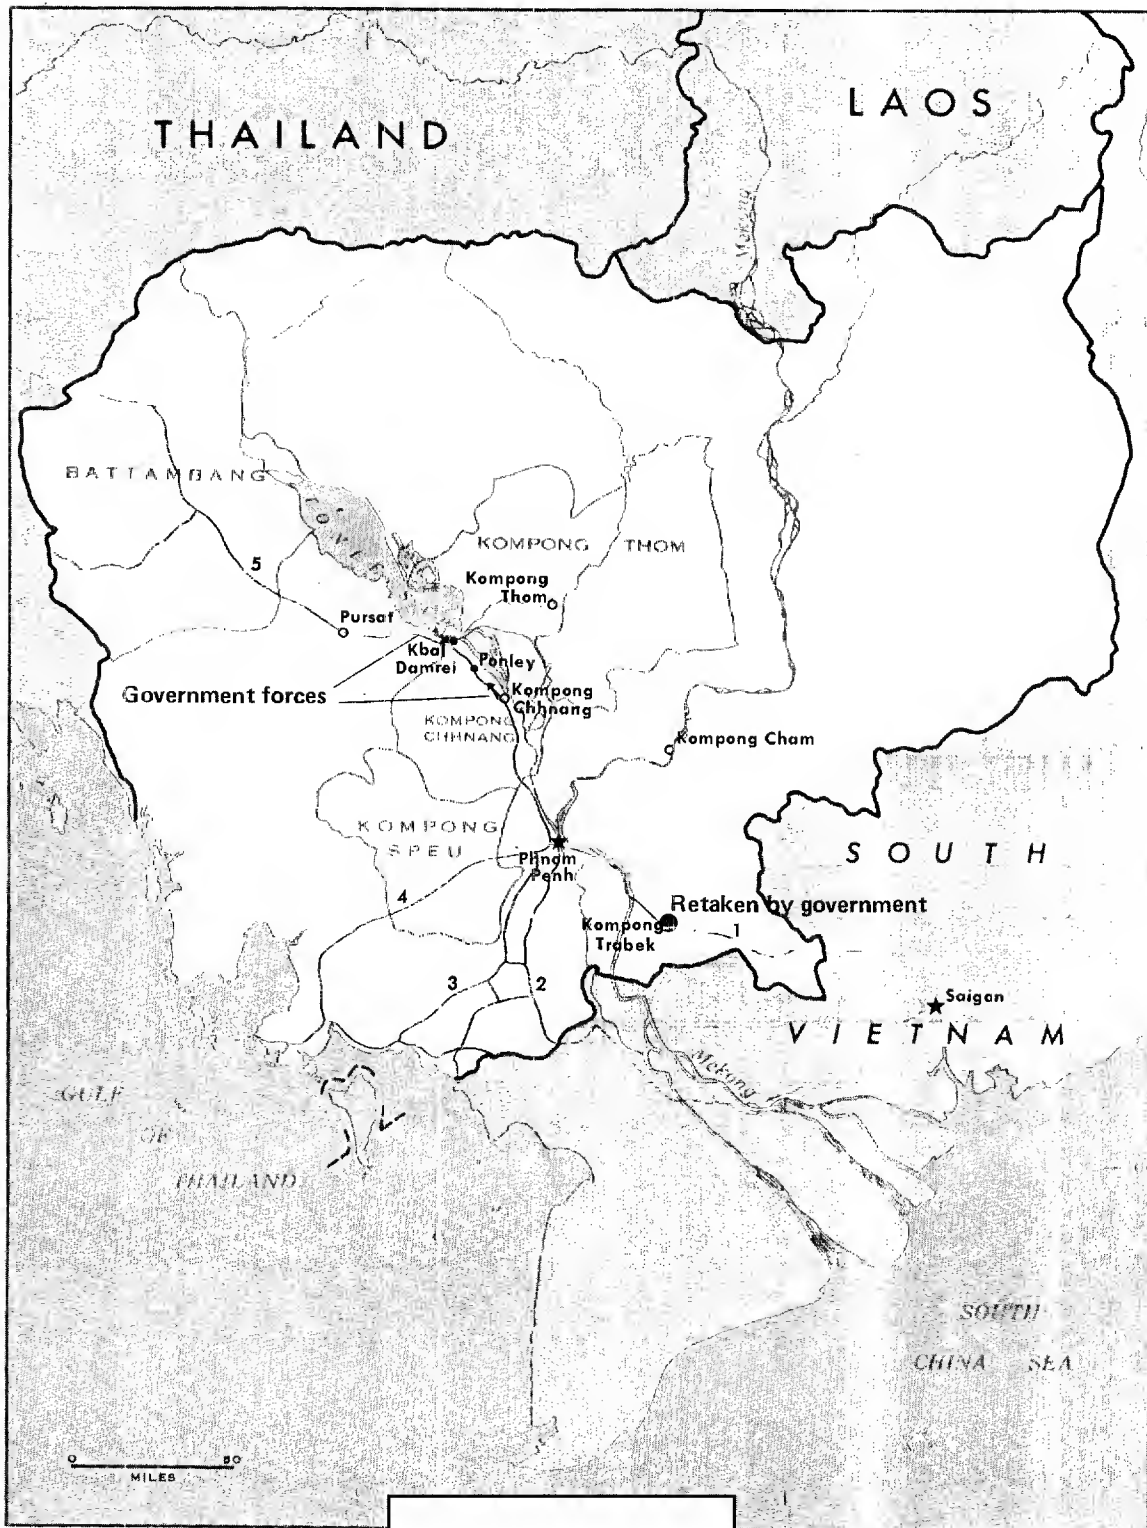 THAILAND
LAOS
Mekong
BATTAMBANG
TONLE
SAP
KOMPONG THOM
5
Kompong
Thom
Pursat
Kbal
Damrei
Ponley
Government forces
Kompong
Chhnang
KOMPONG
CHHNANG
Kompong Cham
KOMPONG
SPEU
SOUTH
Phnom
Penh
4
Retaken by government
Kompong
Trabek
1
3
2
Saigon
VIETNAM
Mekong
GULF
OF
THAILAND
SOUTH
CHINA SEA
0 50
MILES